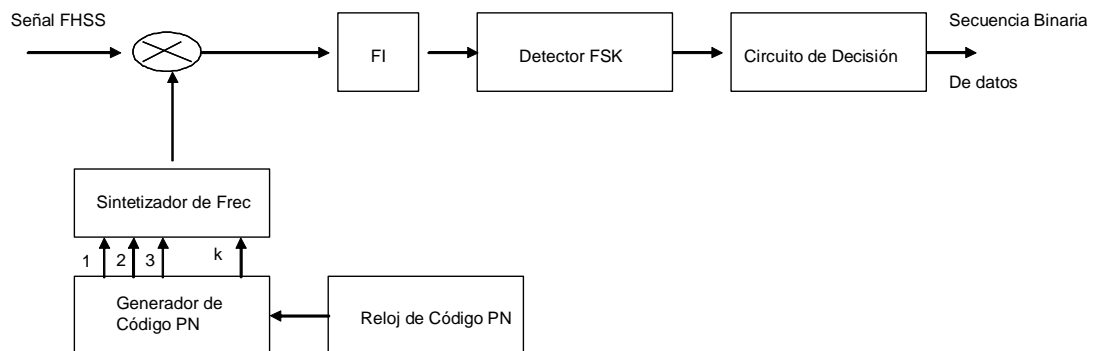 Señal FHSS
Secuencia Binaria
FI
Detector FSK
Circuito de Decisión
De datos
Sintetizador de Frec
1
2
3
k
Generador de
Código PN
Reloj de Código PN